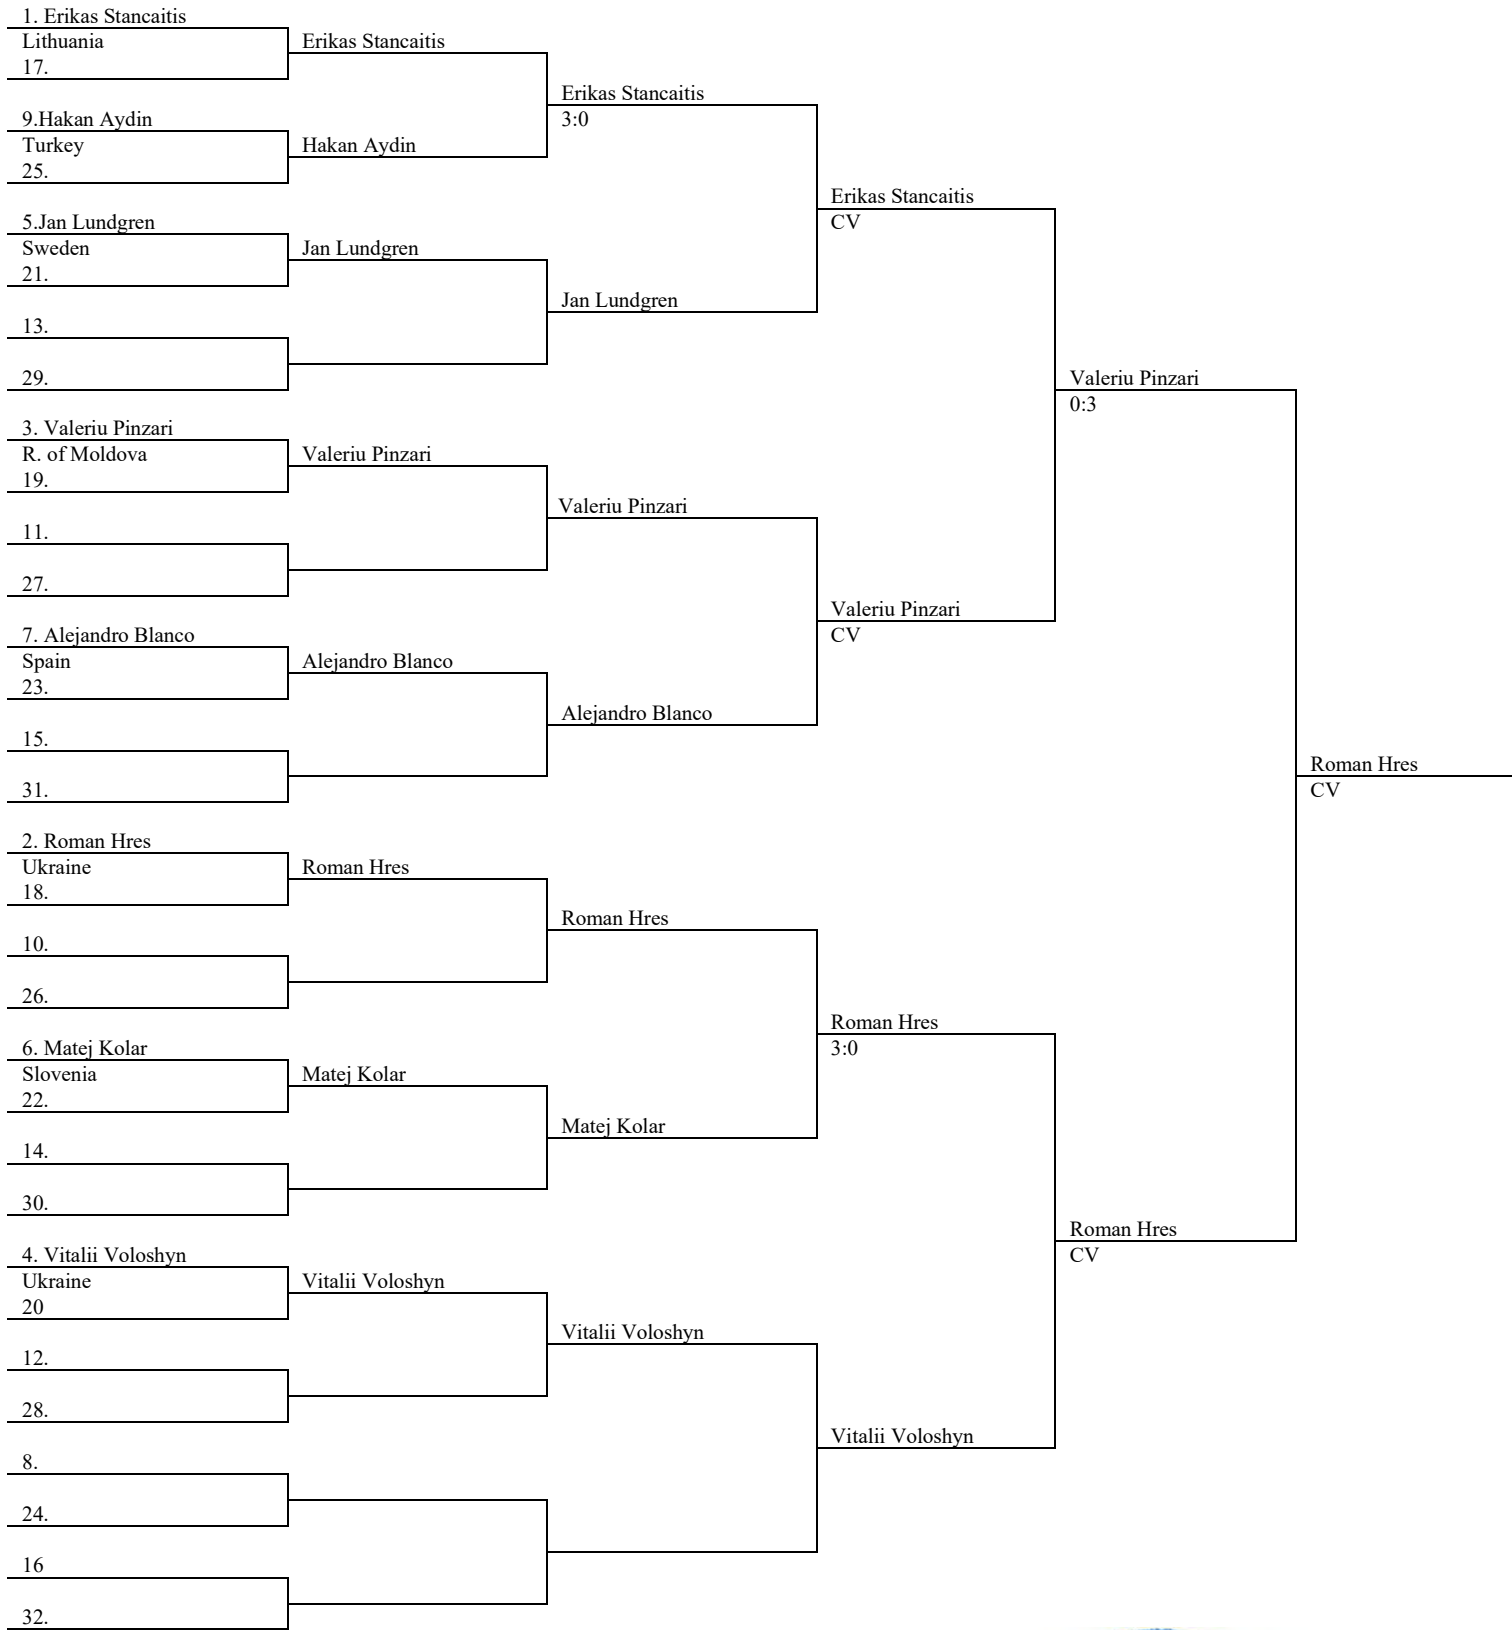 1. Erikas Stancaitis
Lithuania
17.
9.Hakan Aydin
Turkey
25.
5.Jan Lundgren
Sweden
21.
13.
29.
3. Valeriu Pinzari
R. of Moldova
19.
11.
27.
7. Alejandro Blanco
Spain
23.
15.
31.
2. Roman Hres
Ukraine
18.
10.
26.
6. Matej Kolar
Slovenia
22.
14.
30.
4. Vitalii Voloshyn
Ukraine
20
12.
28.
8.
24.
16
32.
Erikas Stancaitis
Hakan Aydin
Jan Lundgren
Valeriu Pinzari
Alejandro Blanco
Roman Hres
Matej Kolar
Vitalii Voloshyn
Erikas Stancaitis
3:0
Jan Lundgren
Valeriu Pinzari
Alejandro Blanco
Roman Hres
Matej Kolar
Vitalii Voloshyn
Erikas Stancaitis
CV
Valeriu Pinzari
CV
Roman Hres
3:0
Vitalii Voloshyn
Valeriu Pinzari
0:3
Roman Hres
CV
Roman Hres
CV